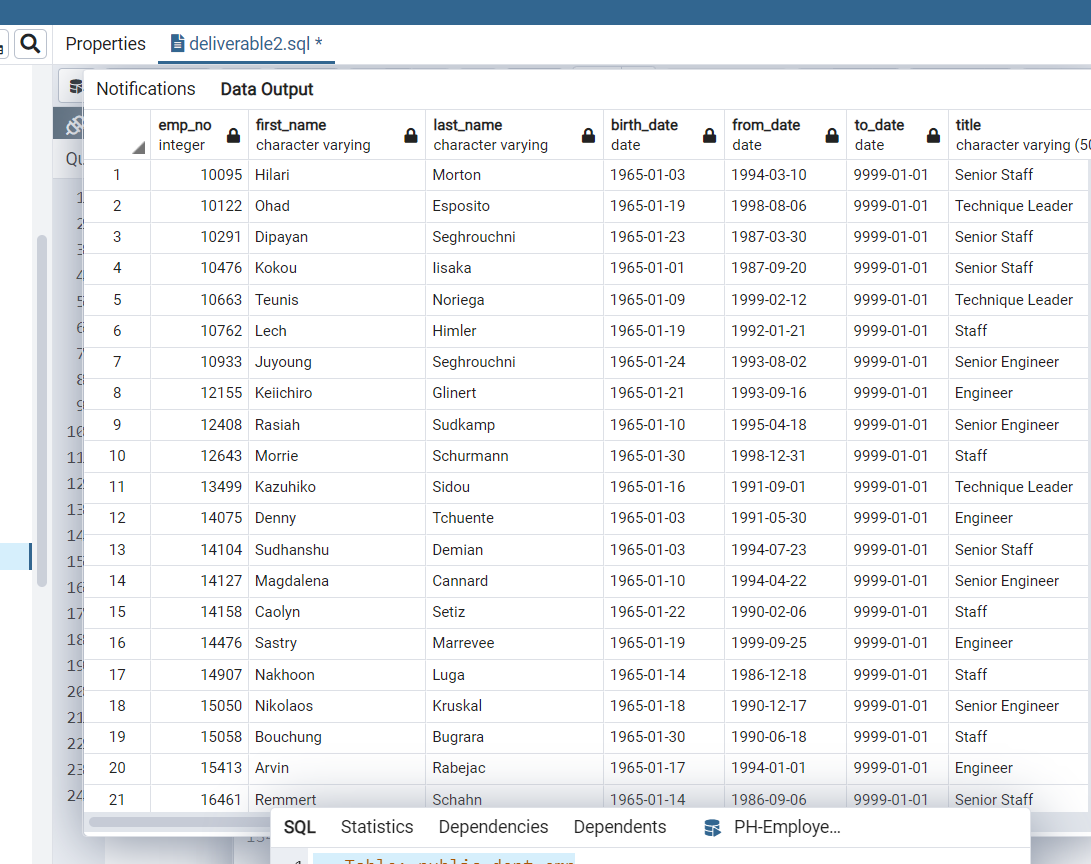 Properties deliverable2.sql *
Notifications Data Output
emp_no first_name last_name birth_date from_date to_date title
integer character varying character varying date date date character varying (50
1 10095 Hilari Morton 1965-01-03 1994-03-10 9999-01-01 Senior Staff
2 10122 Ohad Esposito 1965-01-19 1998-08-06 9999-01-01 Technique Leader
3 10291 Dipayan Seghrouchni 1965-01-23 1987-03-30 9999-01-01 Senior Staff
4 10476 Kokou Iisaka 1965-01-01 1987-09-20 9999-01-01 Senior Staff
5 10663 Teunis Noriega 1965-01-09 1999-02-12 9999-01-01 Technique Leader
6 10762 Lech Himler 1965-01-19 1992-01-21 9999-01-01 Staff
7 10933 Juyoung Seghrouchni 1965-01-24 1993-08-02 9999-01-01 Senior Engineer
8 12155 Keiichiro Glinert 1965-01-21 1993-09-16 9999-01-01 Engineer
9 12408 Rasiah Sudkamp 1965-01-10 1995-04-18 9999-01-01 Senior Engineer
10 12643 Morrie Schurmann 1965-01-30 1998-12-31 9999-01-01 Staff
11 13499 Kazuhiko Sidou 1965-01-16 1991-09-01 9999-01-01 Technique Leader
12 14075 Denny Tchuente 1965-01-03 1991-05-30 9999-01-01 Engineer
13 14104 Sudhanshu Demian 1965-01-03 1994-07-23 9999-01-01 Senior Staff
14 14127 Magdalena Cannard 1965-01-10 1994-04-22 9999-01-01 Senior Engineer
15 14158 Caolyn Setiz 1965-01-22 1990-02-06 9999-01-01 Staff
16 14476 Sastry Marrevee 1965-01-19 1999-09-25 9999-01-01 Engineer
17 14907 Nakhoon Luga 1965-01-14 1986-12-18 9999-01-01 Staff
18 15050 Nikolaos Kruskal 1965-01-18 1990-12-17 9999-01-01 Senior Engineer
19 15058 Bouchung Bugrara 1965-01-30 1990-06-18 9999-01-01 Staff
20 15413 Arvin Rabejac 1965-01-17 1994-01-01 9999-01-01 Engineer
21 16461 Remmert Schahn 1965-01-14 1986-09-06 9999-01-01 Senior Staff
SQL Statistics Dependencies Dependents PH-Employe...